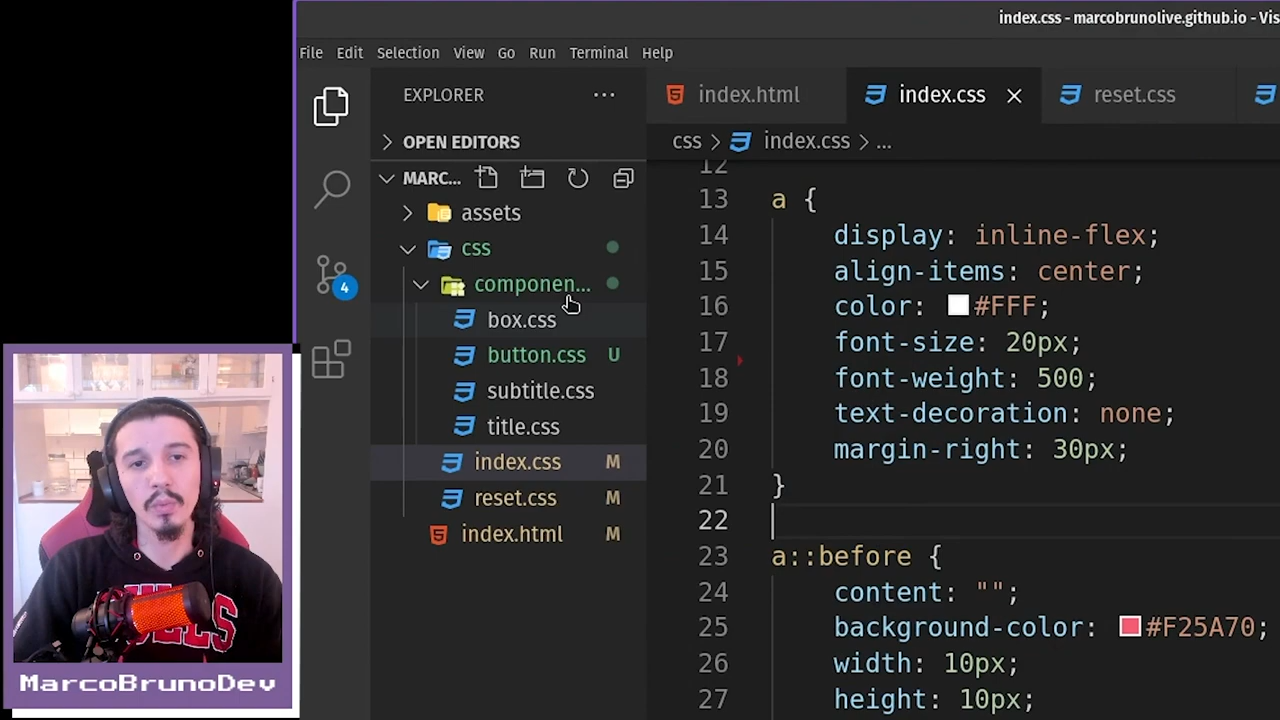 index.css - marcobrunolive.github.io - Vis
File Edit Selection View Go Run Terminal Help
EXPLORER
index.html
index.css
reset.css
OPEN EDITORS
css > index.css > ...
MARC...
assets
css
componen...
box.css
button.css U
subtitle.css
title.css
index.css M
reset.css M
index.html M
4
12
13 a {
14 display: inline-flex;
15 align-items: center;
16 color: #FFF;
17 font-size: 20px;
18 font-weight: 500;
19 text-decoration: none;
20 margin-right: 30px;
21 }
22
23 a::before {
24 content: "";
25 background-color: #F25A70;
26 width: 10px;
27 height: 10px;
MarcoBrunoDev